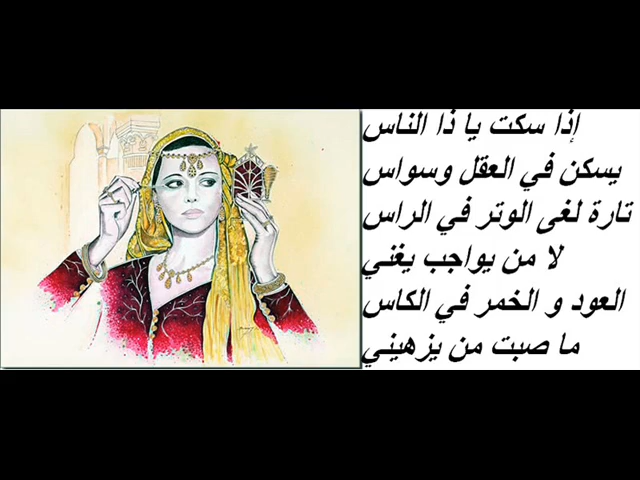 إذا سكت يا ذا الناس
يسكن في العقل وسواس
تارة لغى الوتر في الراس
لا من يواجب يغني
العود و الخمر في الكاس
ما صبت من يزهيني